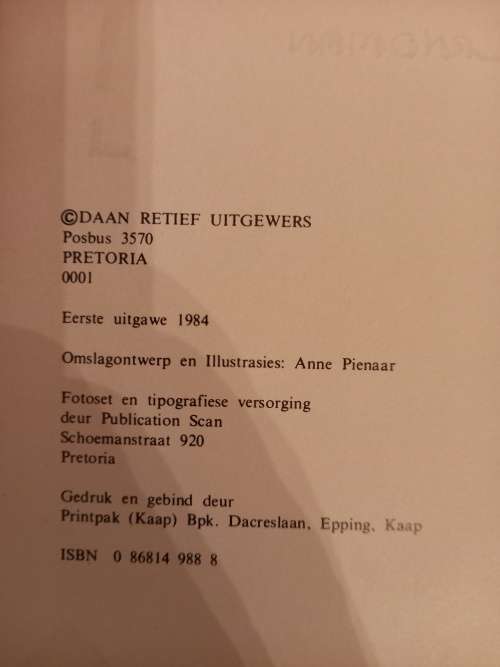 ©DAAN RETIEF UITGEWERS
Posbus 3570
PRETORIA
0001
Eerste uitgawe 1984
Omslagontwerp en Illustrasies: Anne Pienaar
Fotoset en tipografiese versorging
deur Publication Scan
Schoemanstraat 920
Pretoria
Gedruk en gebind deur
Printpak (Kaap) Bpk. Dacreslaan, Epping, Kaap
ISBN 0 86814 988 8